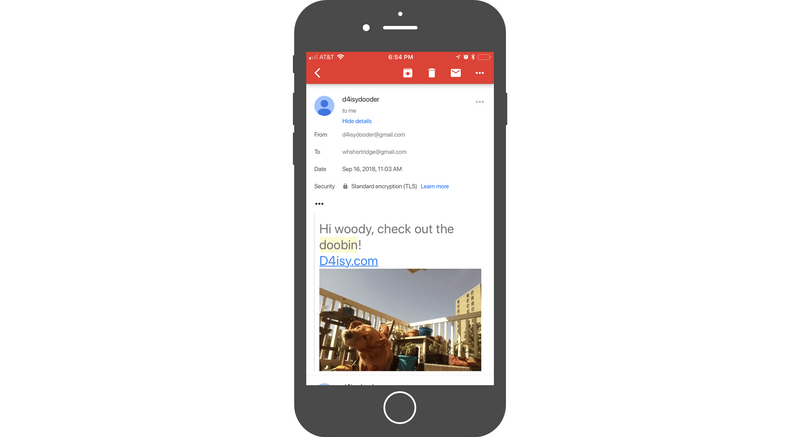 AT&T 6:54 PM
d4isydooder
to me
Hide details
From d4isydooder@gmail.com
To whshortridge@gmail.com
Date Sep 16, 2018, 11:03 AM
Security Standard encryption (TLS) Learn more
Hi woody, check out the
doobin!
D4isy.com